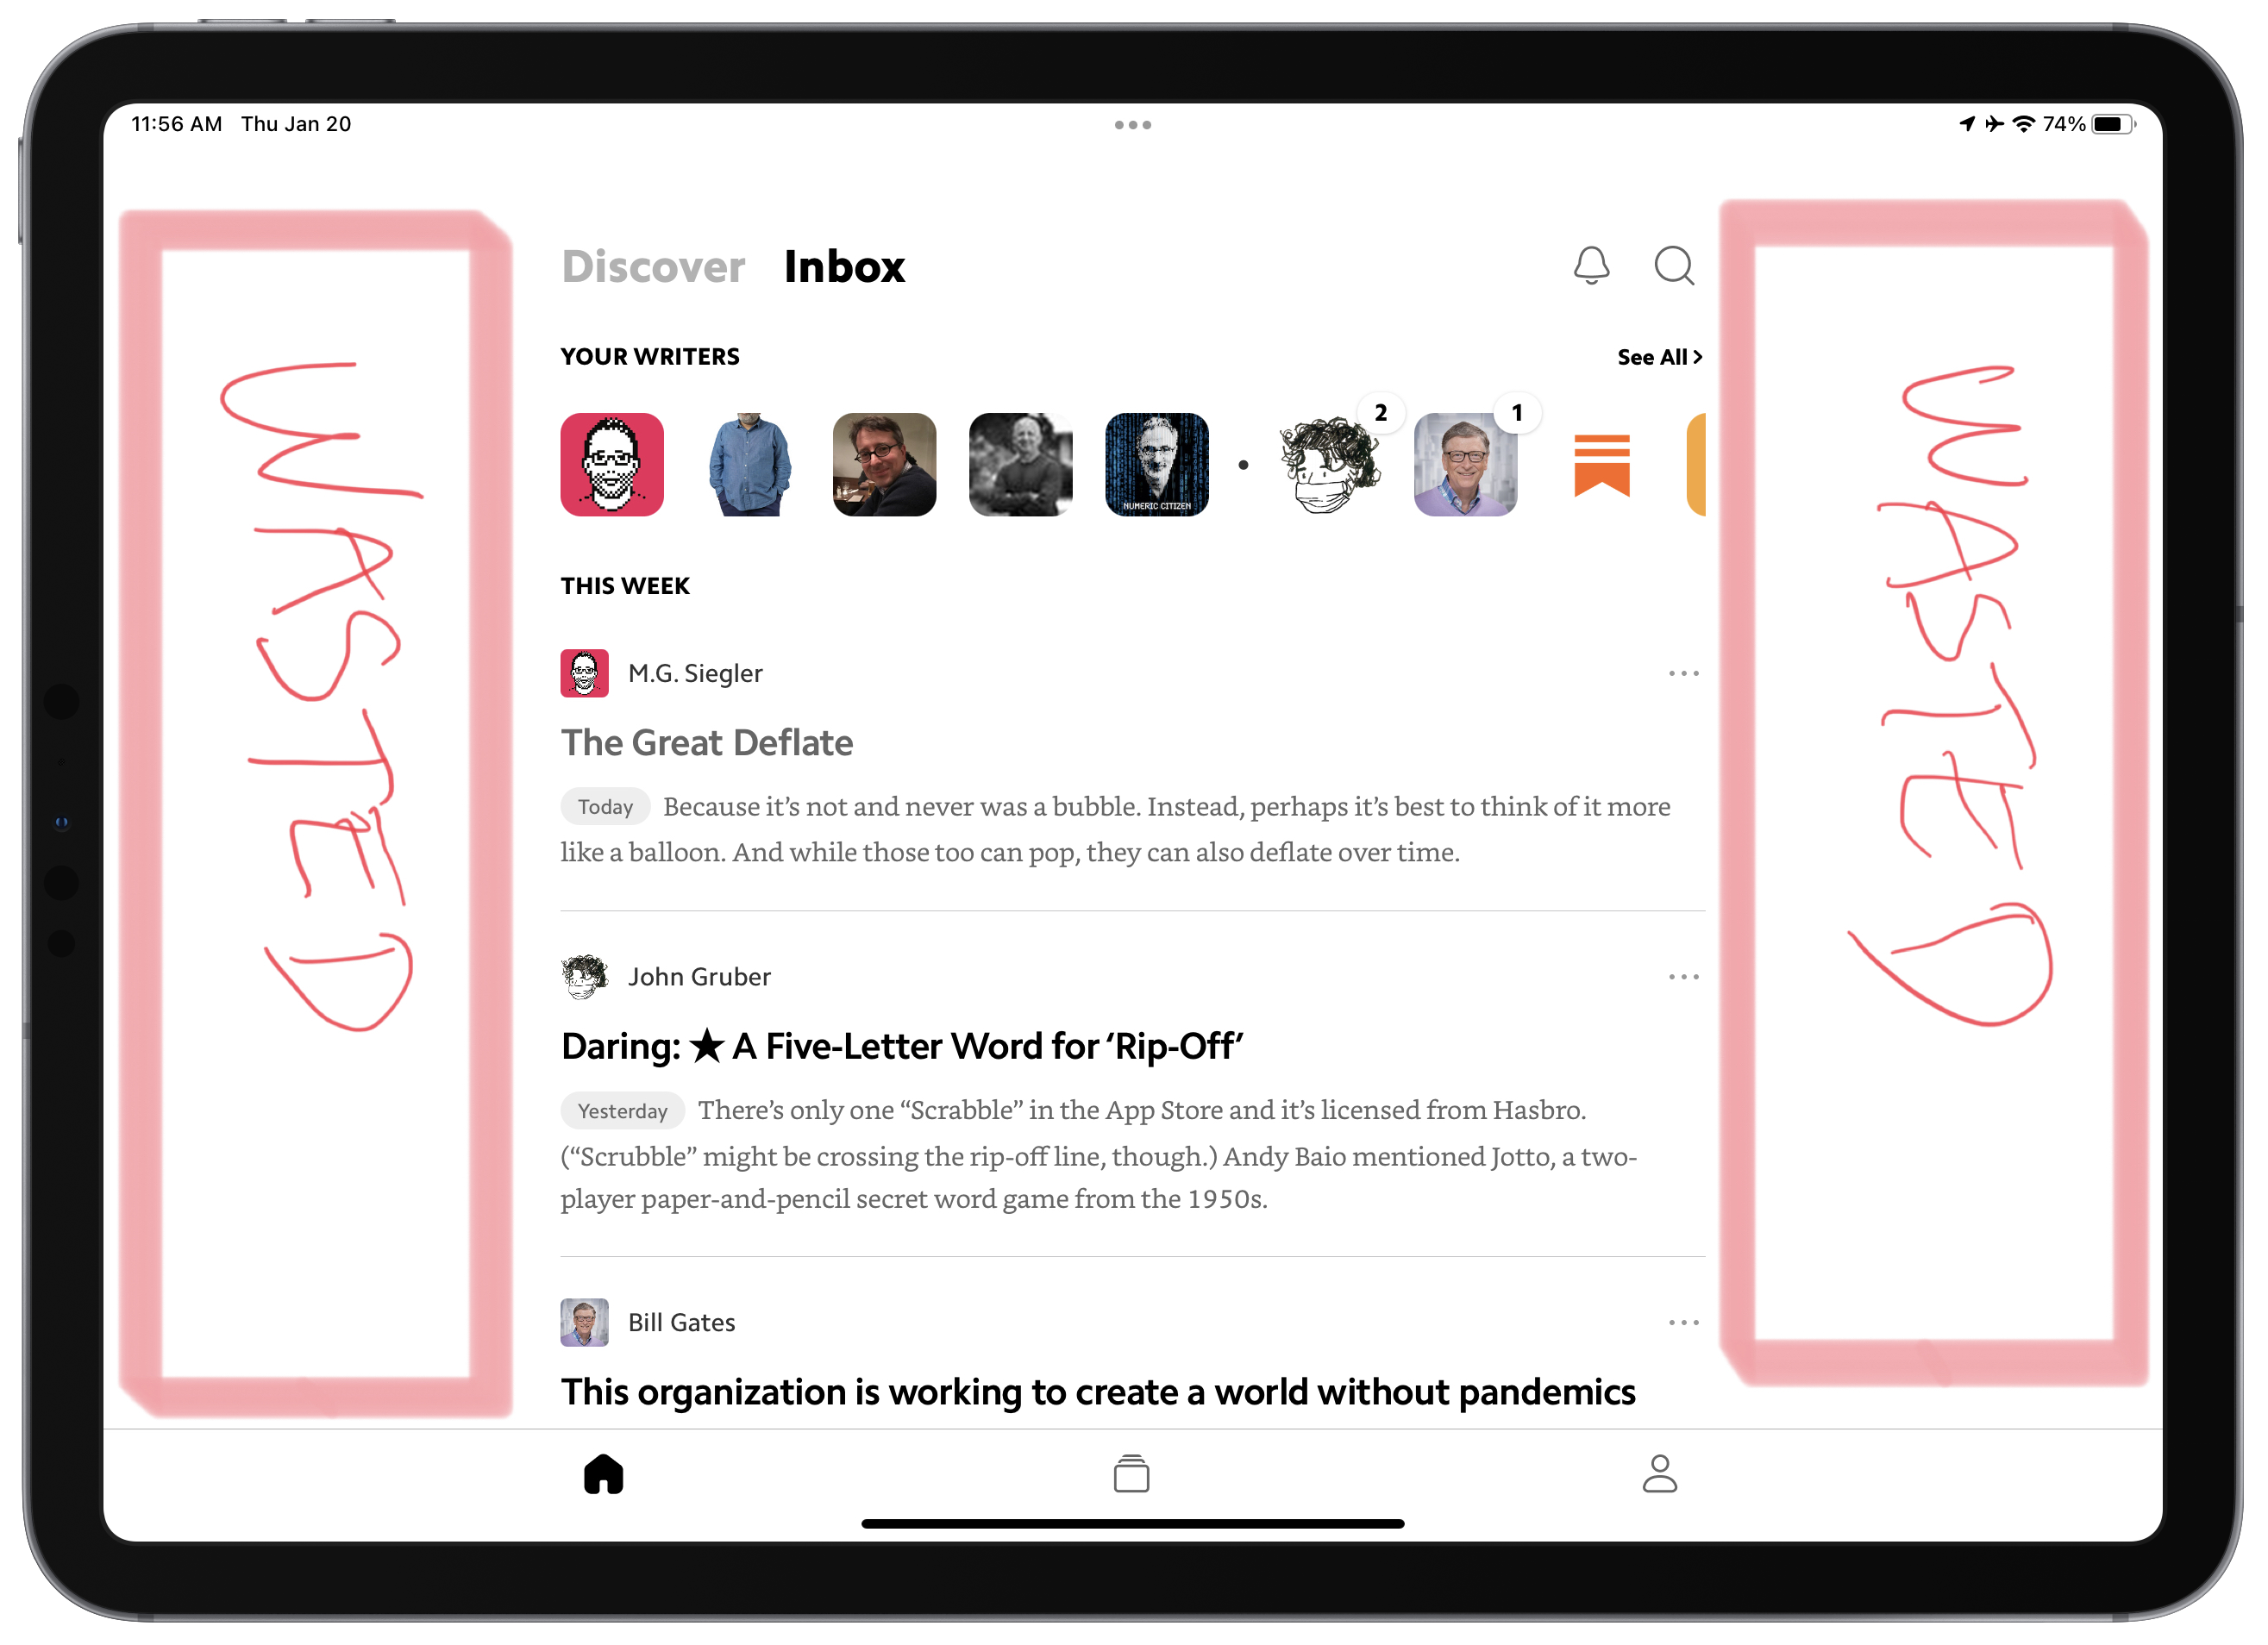 11:56 AM Thu Jan 20
74%
Discover Inbox
YOUR WRITERS
See All >
2
1
NUMERIC CITIZEN
THIS WEEK
M.G. Siegler
The Great Deflate
Today Because it’s not and never was a bubble. Instead, perhaps it’s best to think of it more
like a balloon. And while those too can pop, they can also deflate over time.
John Gruber
Daring: ★ A Five-Letter Word for ‘Rip-Off’
Yesterday There’s only one “Scrabble” in the App Store and it’s licensed from Hasbro.
(“Scrubble” might be crossing the rip-off line, though.) Andy Baio mentioned Jotto, a two-
player paper-and-pencil secret word game from the 1950s.
Bill Gates
This organization is working to create a world without pandemics
WASTED
WASTED